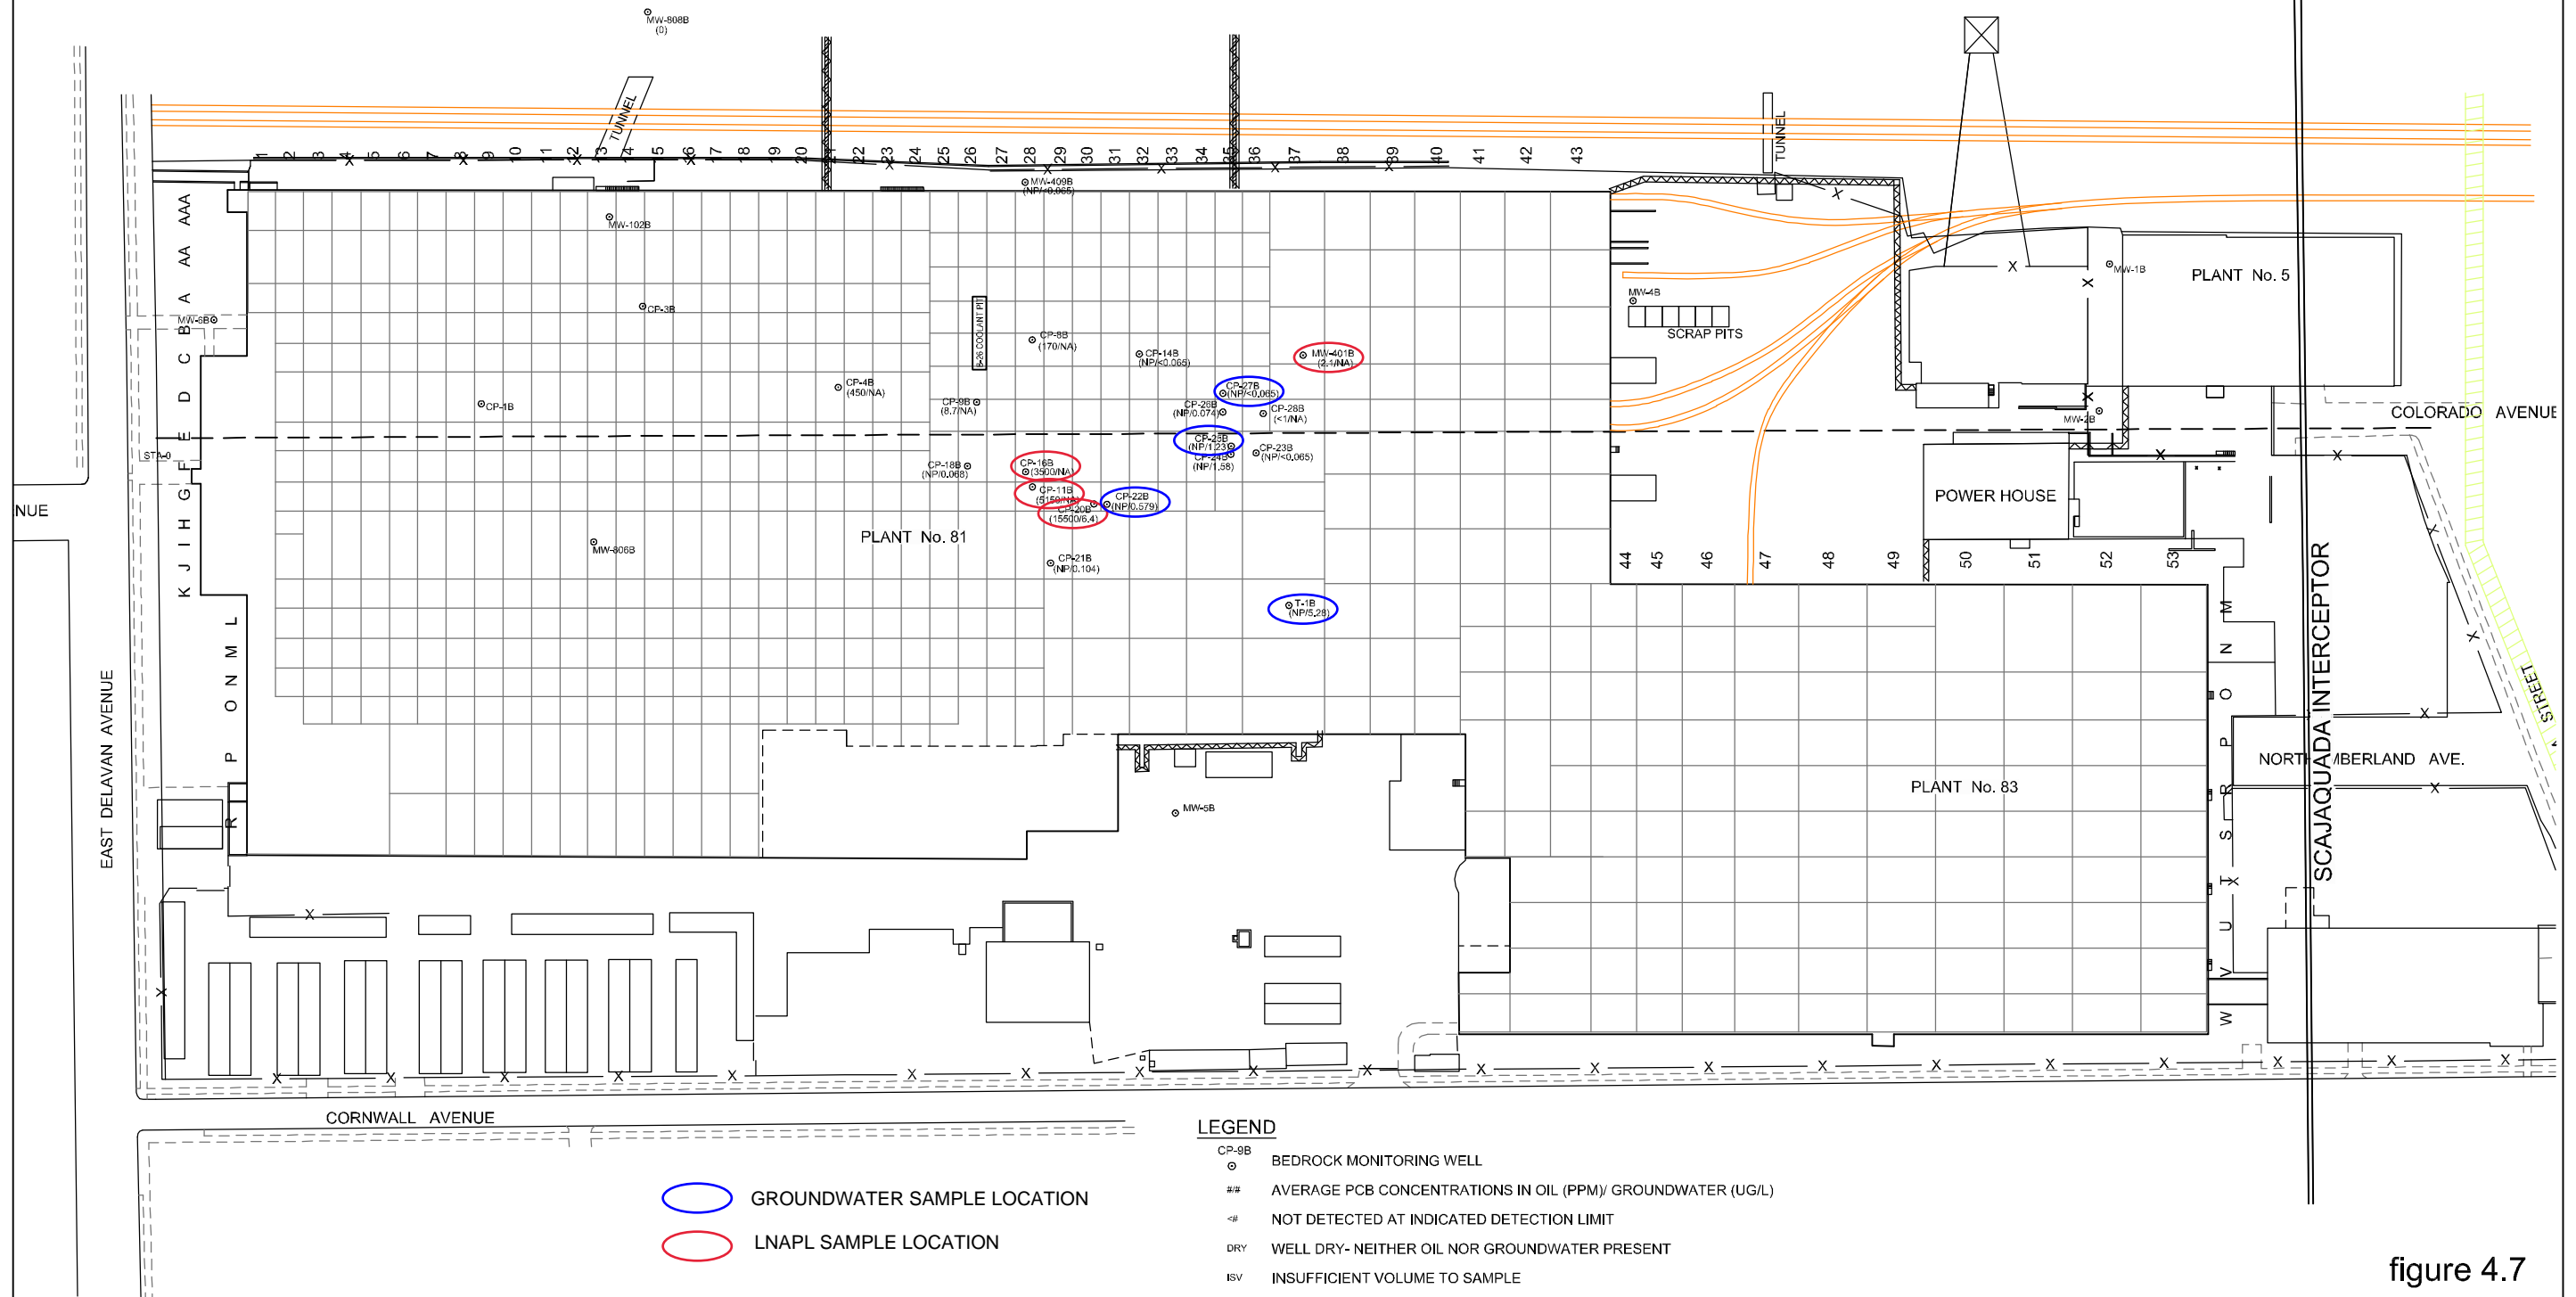 MW-808B
(0)
TUNNEL
TUNNEL
1 2 3 4 5 6 7 8 9 10 11 12 13 14 15 16 17 18 19 20 21 22 23 24 25 26 27 28 29 30 31 32 33 34 35 36 37 38 39 40 41 42 43
MW-409B
(NP/<0.065)
AAA
AA
A
B
C
D
E
F
G
H
I
J
K
MW-102B
MW-6B
CP-3B
B-26 COOLANT PIT
CP-8B
(170/NA)
CP-14B
(NP/<0.065)
MW-401B
(2.1/NA)
MW-4B
SCRAP PITS
MW-1B
PLANT No. 5
CP-4B
(450/NA)
CP-1B
CP-9B
(8.7/NA)
CP-27B
(NP/<0.065)
CP-26B
(NP/0.074)
CP-28B
(<1/NA)
MW-2B
COLORADO AVENUE
CP-25B
(NP/1.23)
CP-24B
(NP/1.58)
CP-23B
(NP/<0.065)
STA-0
CP-18B
(NP/0.068)
CP-16B
(3500/NA)
CP-11B
(5150/NA)
CP-20B
(15500/6.4)
CP-22B
(NP/0.579)
POWER HOUSE
NUE
PLANT No. 81
MW-806B
CP-21B
(NP/0.104)
44 45 46 47 48 49 50 51 52 53
T-1B
(NP/5.28)
L
M
N
O
P
R
M
N
O
P
R
S
T
U
V
W
EAST DELAVAN AVENUE
SCAJAQUADA INTERCEPTOR
STREET
NORTH MBERLAND AVE.
PLANT No. 83
MW-5B
CORNWALL AVENUE
LEGEND
CP-9B
BEDROCK MONITORING WELL
#/# AVERAGE PCB CONCENTRATIONS IN OIL (PPM)/ GROUNDWATER (UG/L)
<# NOT DETECTED AT INDICATED DETECTION LIMIT
DRY WELL DRY- NEITHER OIL NOR GROUNDWATER PRESENT
ISV INSUFFICIENT VOLUME TO SAMPLE
GROUNDWATER SAMPLE LOCATION
LNAPL SAMPLE LOCATION
figure 4.7